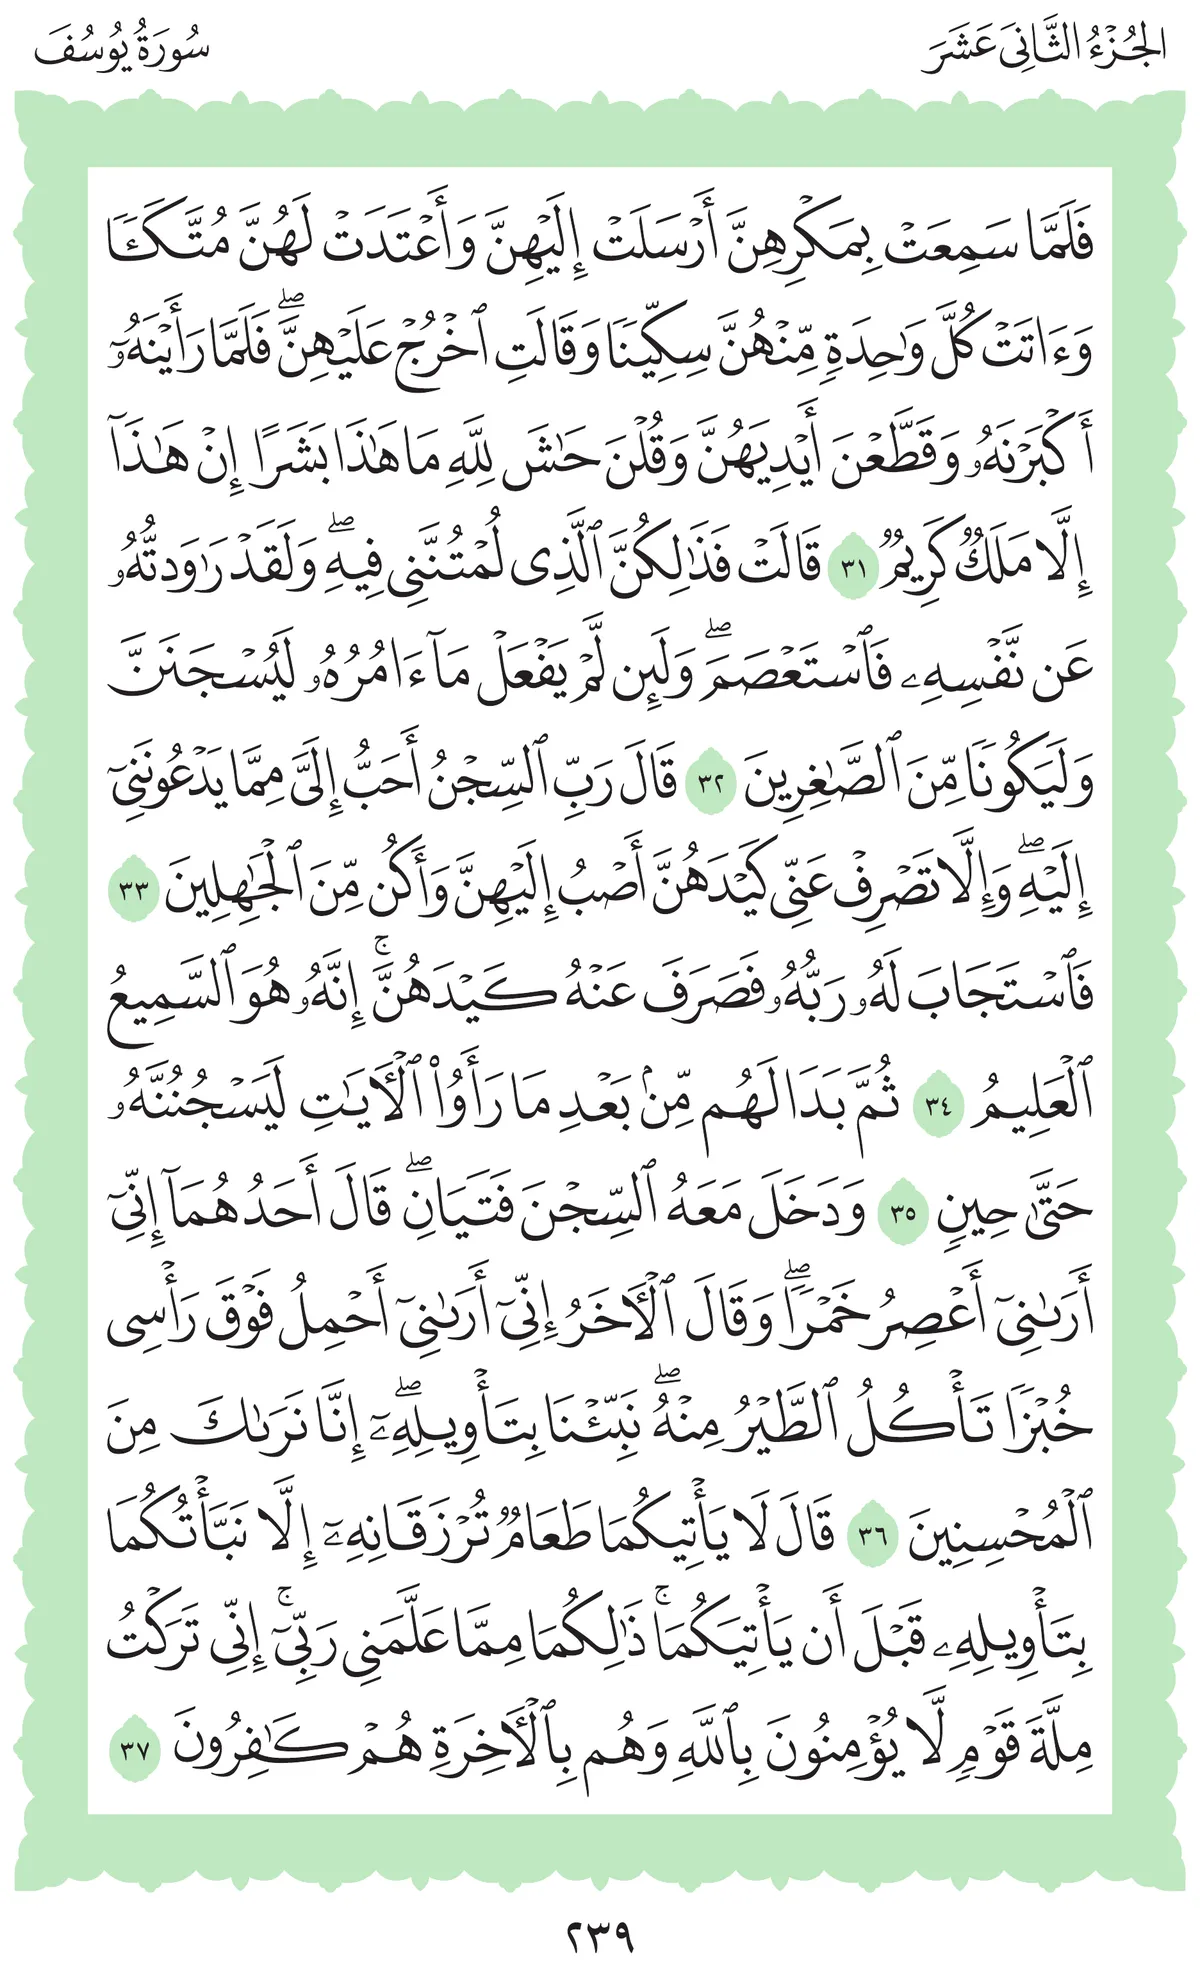 الجُزْءُ الثَّانِىَ عَشَرَ
سُورَةُ يُوسُفَ
فَلَمَّا سَمِعَتْ بِمَكْرِهِنَّ أَرْسَلَتْ إِلَيْهِنَّ وَأَعْتَدَتْ لَهُنَّ مُتَّكَـًٔا
وَءَاتَتْ كُلَّ وَٰحِدَةٍ مِّنْهُنَّ سِكِّينًا وَقَالَتِ ٱخْرُجْ عَلَيْهِنَّ ۖ فَلَمَّا رَأَيْنَهُۥٓ
أَكْبَرْنَهُۥ وَقَطَّعْنَ أَيْدِيَهُنَّ وَقُلْنَ حَٰشَ لِلَّهِ مَا هَٰذَا بَشَرًا إِنْ هَٰذَآ
إِلَّا مَلَكٌ كَرِيمٌ ٣١ قَالَتْ فَذَٰلِكُنَّ ٱلَّذِى لُمْتُنَّنِى فِيهِ ۖ وَلَقَدْ رَٰوَدتُّهُۥ
عَن نَّفْسِهِۦ فَٱسْتَعْصَمَ ۖ وَلَئِن لَّمْ يَفْعَلْ مَآ ءَامُرُهُۥ لَيُسْجَنَنَّ
وَلَيَكُونًا مِّنَ ٱلصَّٰغِرِينَ ٣٢ قَالَ رَبِّ ٱلسِّجْنُ أَحَبُّ إِلَىَّ مِمَّا يَدْعُونَنِىٓ
إِلَيْهِ ۖ وَإِلَّا تَصْرِفْ عَنِّى كَيْدَهُنَّ أَصْبُ إِلَيْهِنَّ وَأَكُن مِّنَ ٱلْجَٰهِلِينَ ٣٣
فَٱسْتَجَابَ لَهُۥ رَبُّهُۥ فَصَرَفَ عَنْهُ كَيْدَهُنَّ ۚ إِنَّهُۥ هُوَ ٱلسَّمِيعُ
ٱلْعَلِيمُ ٣٤ ثُمَّ بَدَا لَهُم مِّنۢ بَعْدِ مَا رَأَوُا۟ ٱلْـَٔايَٰتِ لَيَسْجُنُنَّهُۥ
حَتَّىٰ حِينٍ ٣٥ وَدَخَلَ مَعَهُ ٱلسِّجْنَ فَتَيَانِ ۖ قَالَ أَحَدُهُمَآ إِنِّىٓ
أَرَىٰنِىٓ أَعْصِرُ خَمْرًا ۖ وَقَالَ ٱلْـَٔاخَرُ إِنِّىٓ أَرَىٰنِىٓ أَحْمِلُ فَوْقَ رَأْسِى
خُبْزًا تَأْكُلُ ٱلطَّيْرُ مِنْهُ ۖ نَبِّئْنَا بِتَأْوِيلِهِۦٓ ۖ إِنَّا نَرَىٰكَ مِنَ
ٱلْمُحْسِنِينَ ٣٦ قَالَ لَا يَأْتِيكُمَا طَعَامٌ تُرْزَقَانِهِۦٓ إِلَّا نَبَّأْتُكُمَا
بِتَأْوِيلِهِۦ قَبْلَ أَن يَأْتِيَكُمَا ۚ ذَٰلِكُمَا مِمَّا عَلَّمَنِى رَبِّىٓ ۚ إِنِّى تَرَكْتُ
مِلَّةَ قَوْمٍ لَّا يُؤْمِنُونَ بِٱللَّهِ وَهُم بِٱلْـَٔاخِرَةِ هُمْ كَٰفِرُونَ ٣٧
٢٣٩